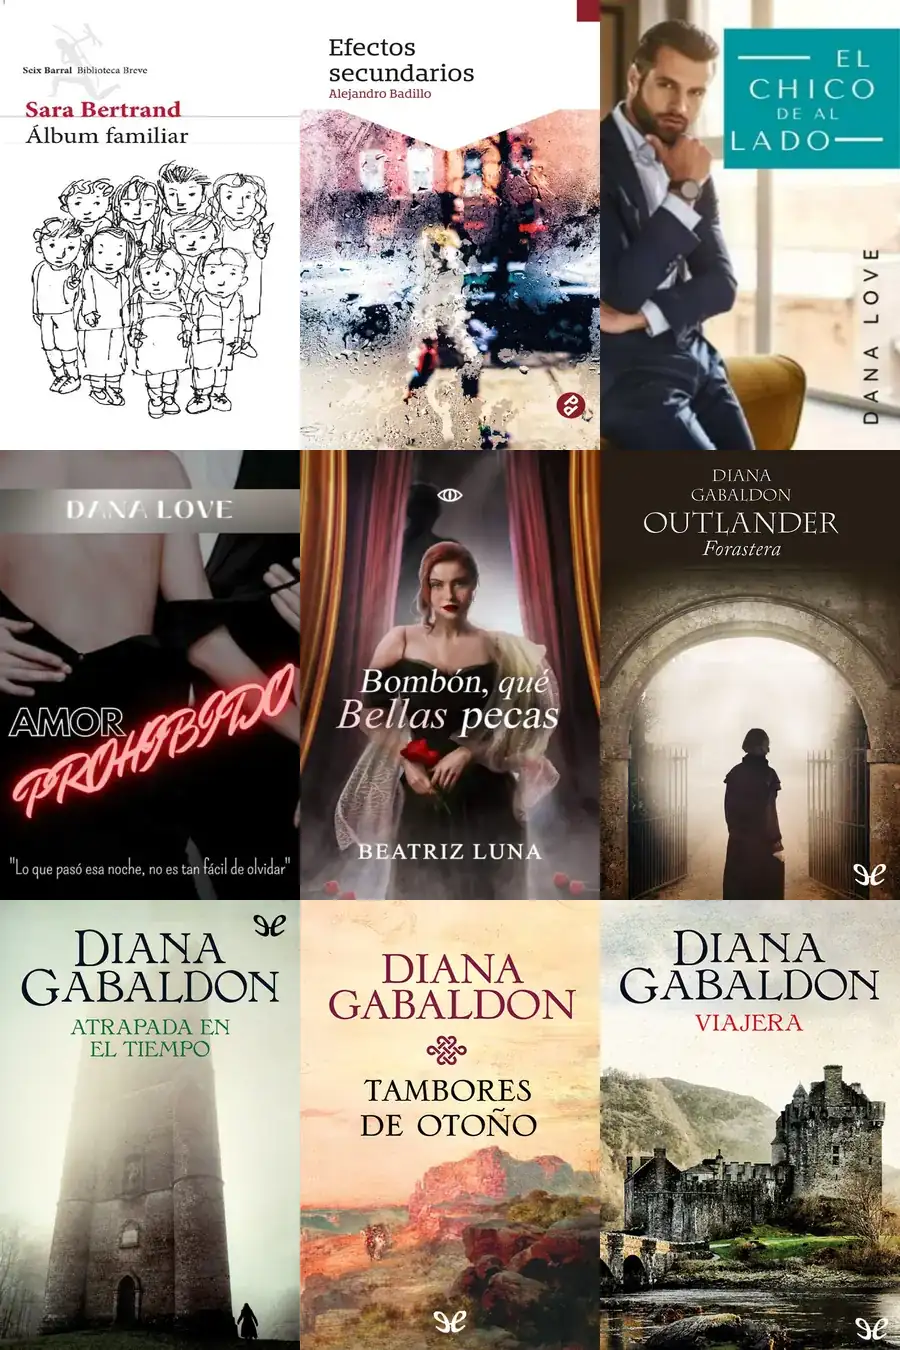 Seix Barral Biblioteca Breve
Sara Bertrand
Álbum familiar
Efectos
secundarios
Alejandro Badillo
EL
CHICO
DE AL
LADO
DANA LOVE
DANA LOVE
AMOR
PROHIBIDO
"Lo que pasó esa noche, no es tan fácil de olvidar"
Bombón, qué
Bellas pecas
BEATRIZ LUNA
DIANA
GABALDON
OUTLANDER
Forastera
DIANA
GABALDON
ATRAPADA EN
EL TIEMPO
DIANA
GABALDON
TAMBORES
DE OTOÑO
DIANA
GABALDON
VIAJERA